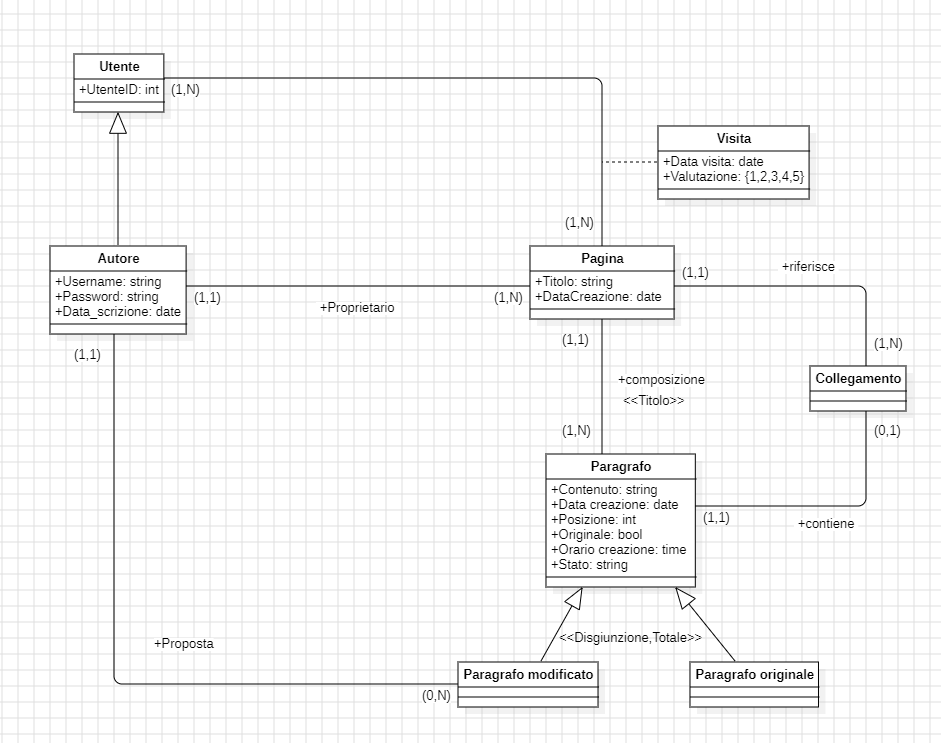 Utente
+UtenteID: int
(1,N)
Visita
+Data visita: date
+Valutazione: {1,2,3,4,5}
(1,N)
Autore
+Username: string
+Password: string
+Data_scrizione: date
(1,1)
+Proprietario
(1,N)
Pagina
+Titolo: string
+DataCreazione: date
(1,1)
+riferisce
(1,N)
(1,1)
(1,1)
+composizione
<<Titolo>>
Collegamento
(0,1)
(1,N)
Paragrafo
+Contenuto: string
+Data creazione: date
+Posizione: int
+Originale: bool
+Orario creazione: time
+Stato: string
(1,1)
+contiene
<<Disgiunzione,Totale>>
+Proposta
(0,N)
Paragrafo modificato
Paragrafo originale